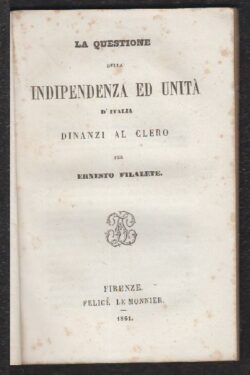 LA QUESTIONE
DELLA
INDIPENDENZA ED UNITÀ
D' ITALIA
DINANZI AL CLERO
PER
ERNESTO FILALETE.
FIRENZE.
FELICE LE MONNIER.
1861.